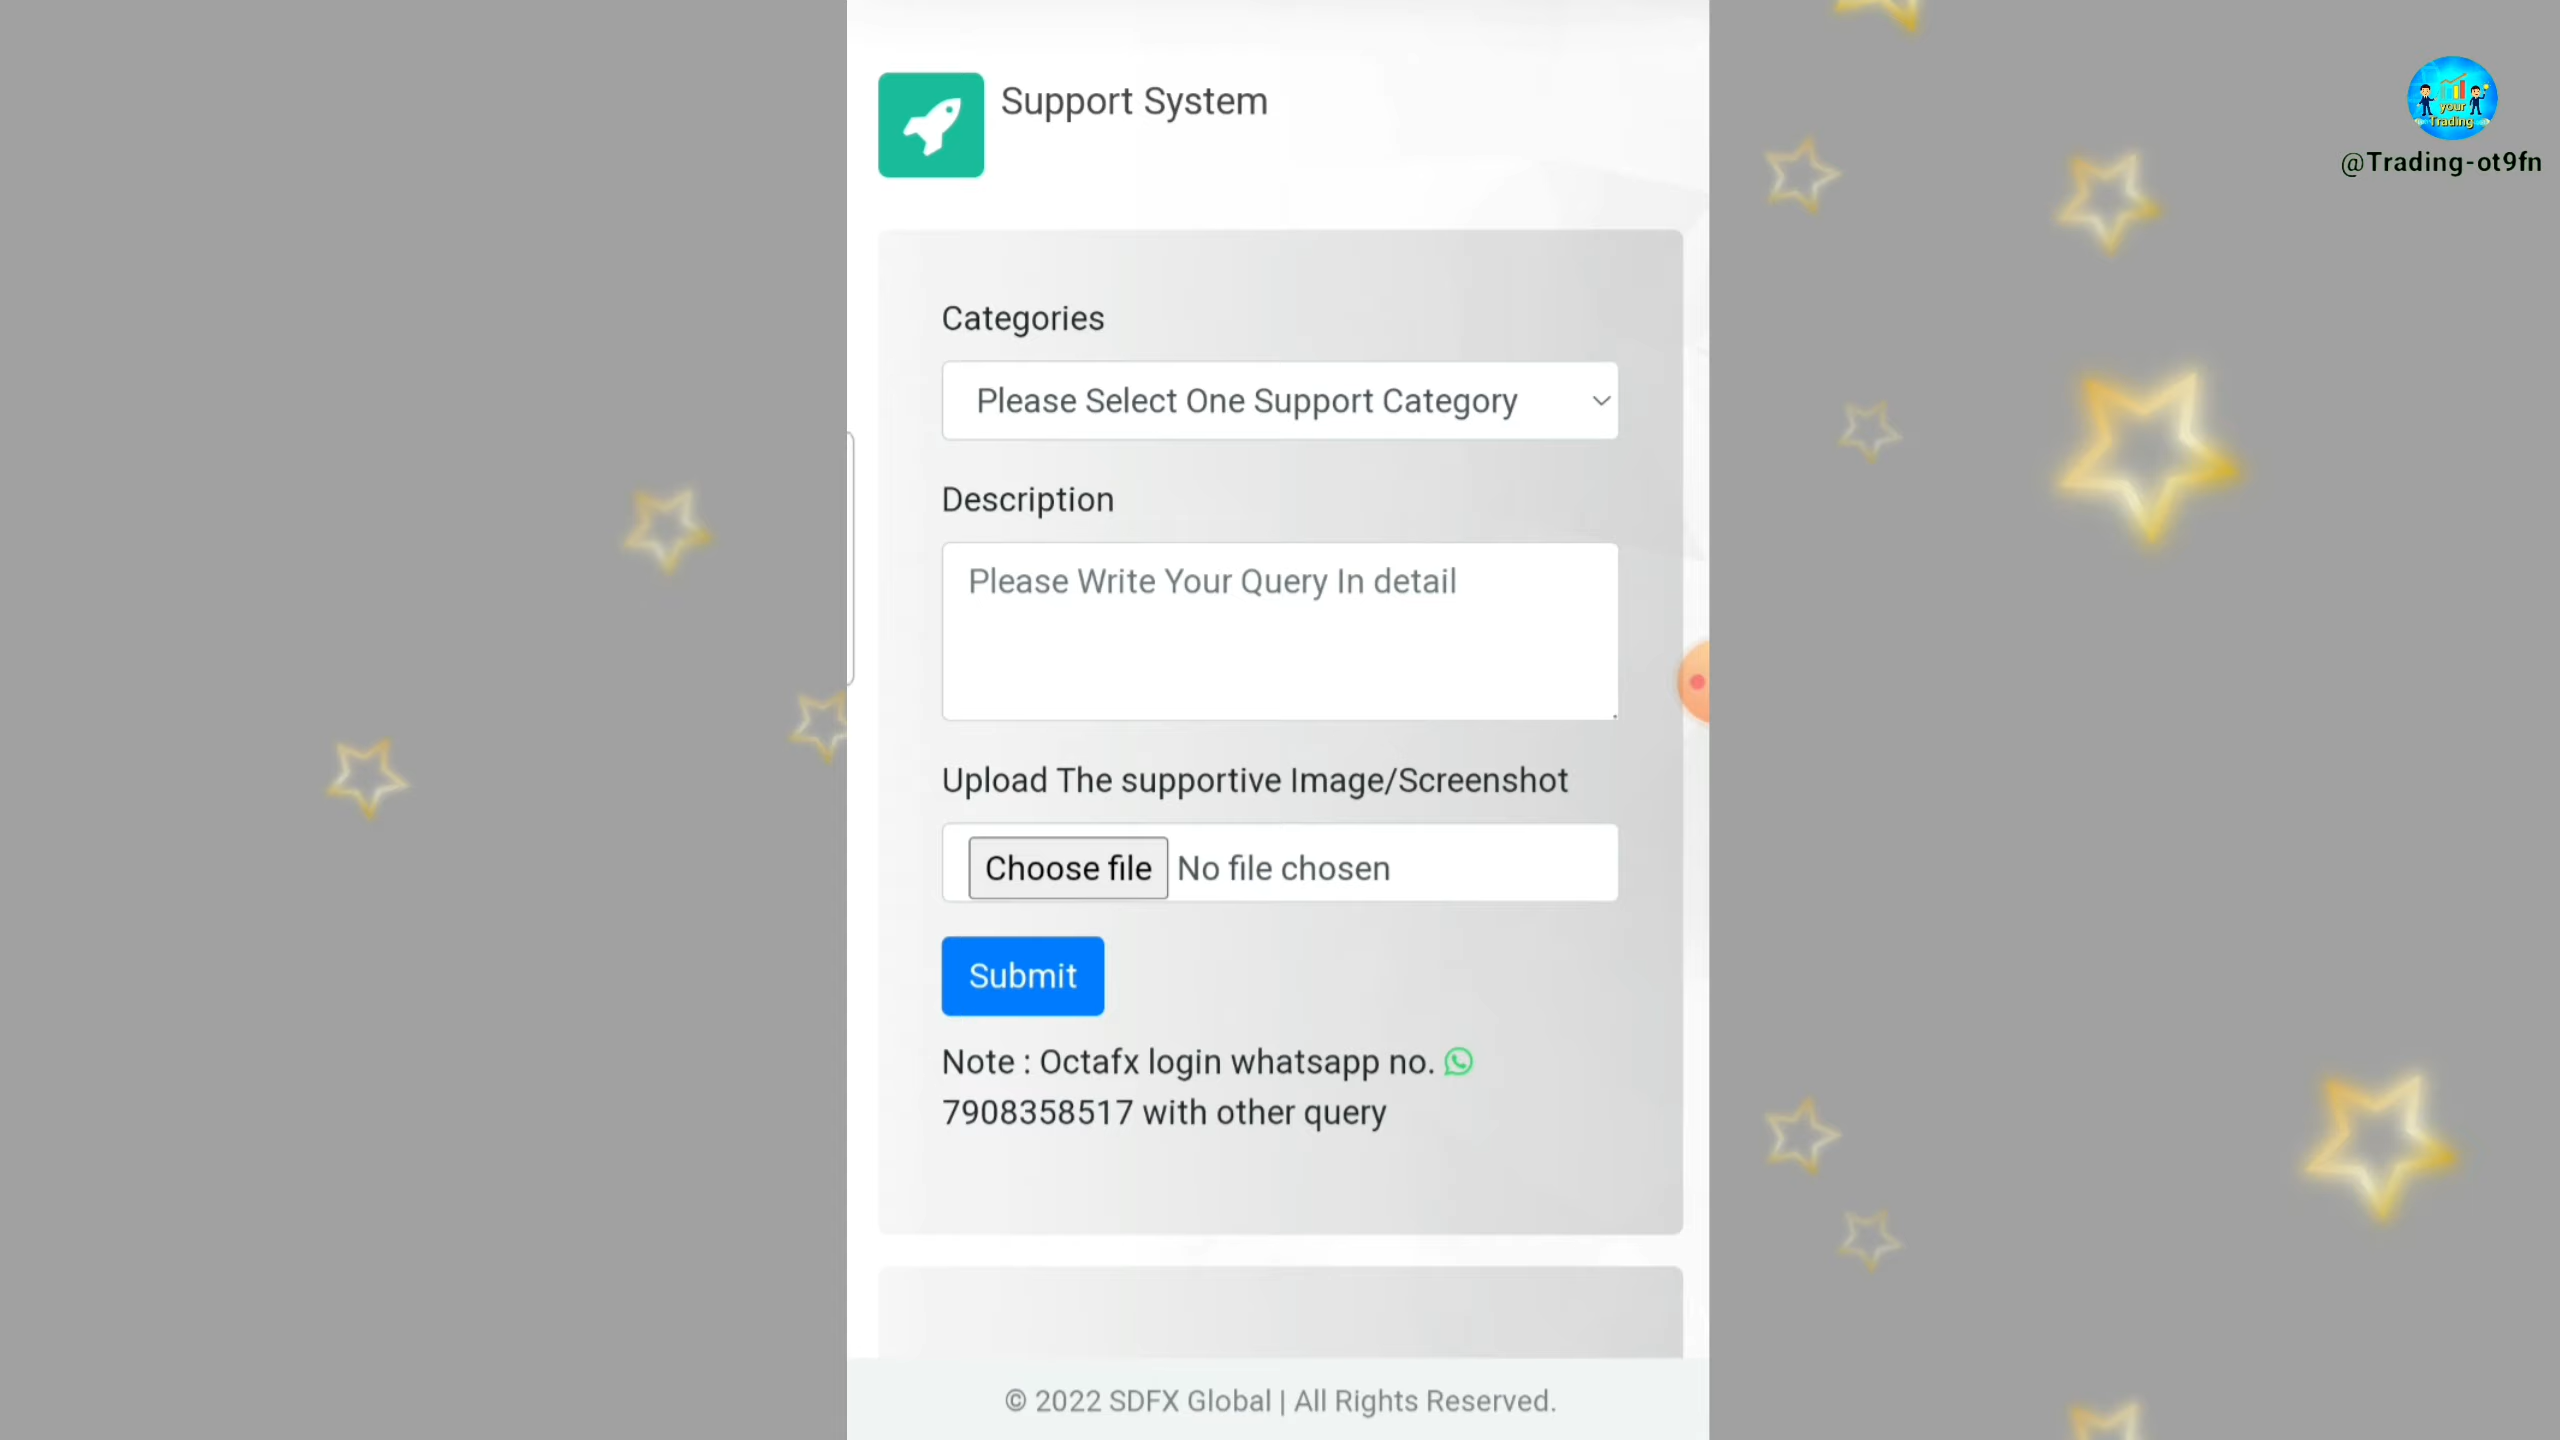 Support System
your
Trading
@Trading-ot9fn
Categories
Please Select One Support Category
Description
Please Write Your Query In detail
Upload The supportive Image/Screenshot
Choose file No file chosen
Submit
Note : Octafx login whatsapp no.
7908358517 with other query
© 2022 SDFX Global | All Rights Reserved.